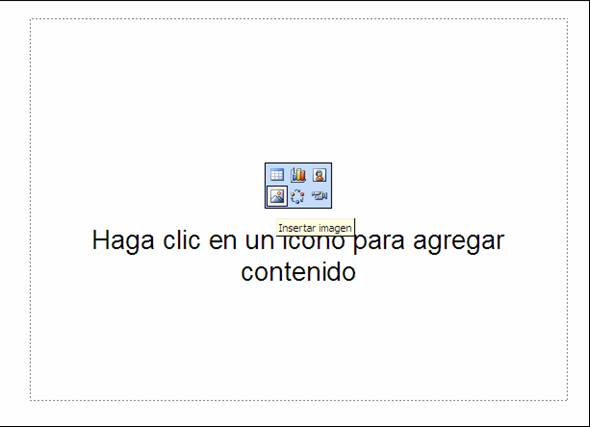 Insertar imagen
Haga clic en un icono para agregar
contenido